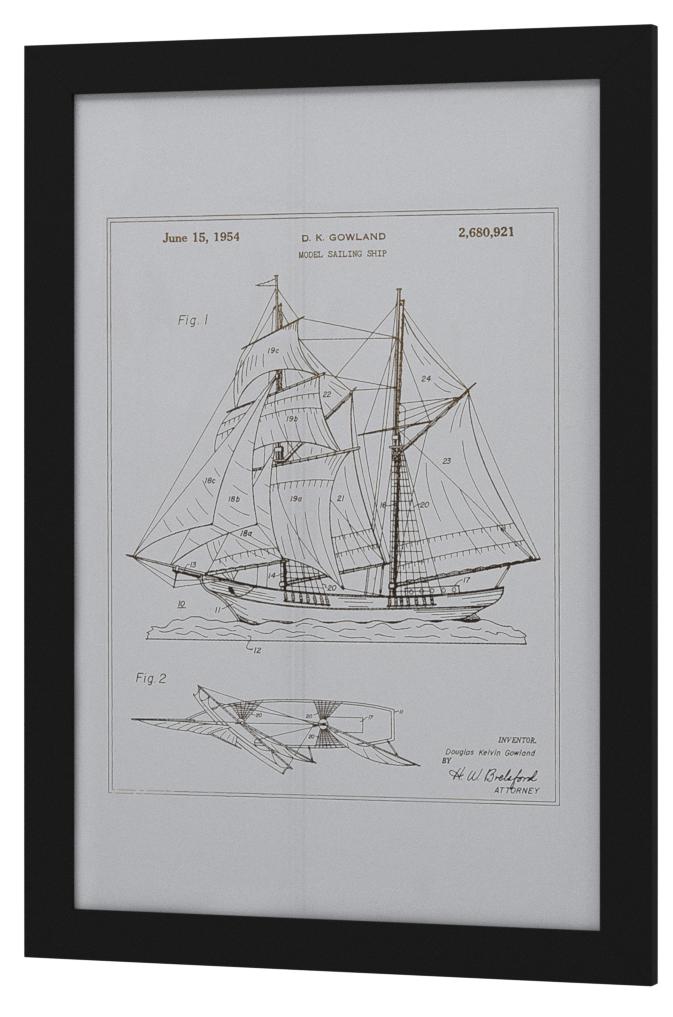 June 15, 1954
D. K. GOWLAND
2,680,921
MODEL SAILING SHIP
Fig. 1
19c
24
22
19b
23
18c
18b
19a
21
16
20
18a
13
14
20
17
10
11
12
Fig. 2
20
20
17
11
20
INVENTOR.
Douglas Kelvin Gowland
BY
H. W. Brelsford
ATTORNEY